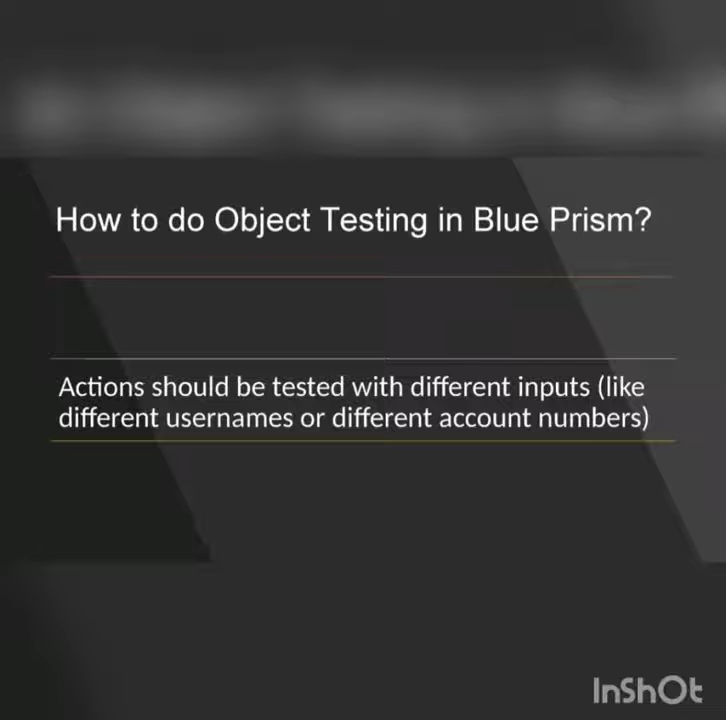 How to do Object Testing in Blue Prism?
Actions should be tested with different inputs (like
different usernames or different account numbers)
InShOt